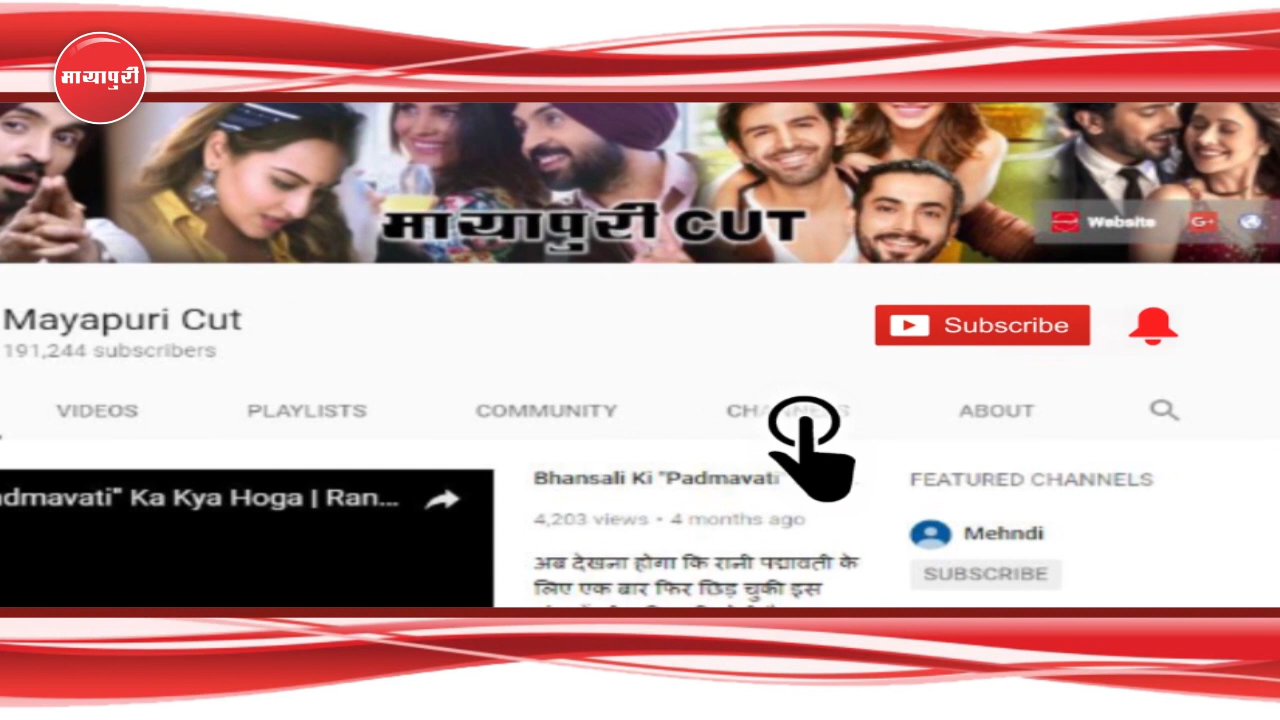 मायापुरी
मायापुरी CUT
Website
G+
Mayapuri Cut
191,244 subscribers
Subscribe
VIDEOS PLAYLISTS COMMUNITY CHANNELS ABOUT
admavati" Ka Kya Hoga | Ran...
Bhansali Ki "Padmavati
4,203 views • 4 months ago
अब देखना होगा कि रानी पद्मावती के
लिए एक बार फिर छिड़ चुकी इस
FEATURED CHANNELS
Mehndi
SUBSCRIBE